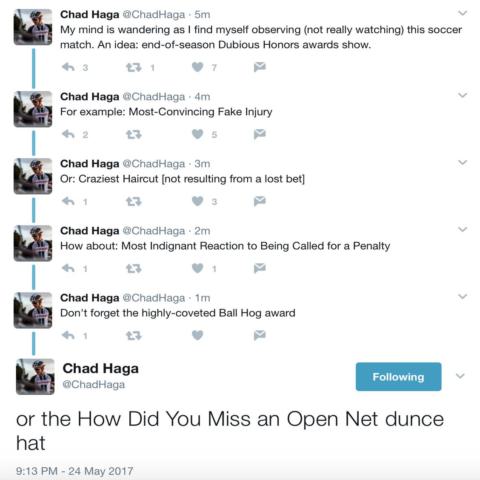 Chad Haga @ChadHaga · 5m
My mind is wandering as I find myself observing (not really watching) this soccer
match. An idea: end-of-season Dubious Honors awards show.
3 1 7
Chad Haga @ChadHaga · 4m
For example: Most-Convincing Fake Injury
2 5
Chad Haga @ChadHaga · 3m
Or: Craziest Haircut [not resulting from a lost bet]
1 3
Chad Haga @ChadHaga · 2m
How about: Most Indignant Reaction to Being Called for a Penalty
1 1
Chad Haga @ChadHaga · 1m
Don't forget the highly-coveted Ball Hog award
1
Chad Haga
@ChadHaga
Following
or the How Did You Miss an Open Net dunce
hat
9:13 PM - 24 May 2017